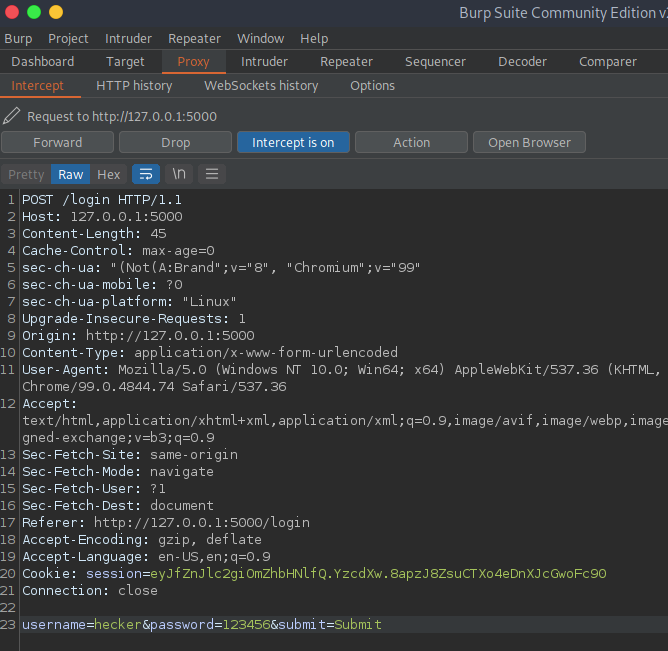 Burp Suite Community Edition
Burp Project Intruder Repeater Window Help
Dashboard Target Proxy Intruder Repeater Sequencer Decoder Comparer
Intercept HTTP history WebSockets history Options
Request to http://127.0.0.1:5000
Forward Drop Intercept is on Action Open Browser
Pretty Raw Hex \n
1 POST /login HTTP/1.1
2 Host: 127.0.0.1:5000
3 Content-Length: 45
4 Cache-Control: max-age=0
5 sec-ch-ua: "(Not(A:Brand";v="8", "Chromium";v="99"
6 sec-ch-ua-mobile: ?0
7 sec-ch-ua-platform: "Linux"
8 Upgrade-Insecure-Requests: 1
9 Origin: http://127.0.0.1:5000
10 Content-Type: application/x-www-form-urlencoded
11 User-Agent: Mozilla/5.0 (Windows NT 10.0; Win64; x64) AppleWebKit/537.36 (KHTML,
Chrome/99.0.4844.74 Safari/537.36
12 Accept:
text/html,application/xhtml+xml,application/xml;q=0.9,image/avif,image/webp,image
gned-exchange;v=b3;q=0.9
13 Sec-Fetch-Site: same-origin
14 Sec-Fetch-Mode: navigate
15 Sec-Fetch-User: ?1
16 Sec-Fetch-Dest: document
17 Referer: http://127.0.0.1:5000/login
18 Accept-Encoding: gzip, deflate
19 Accept-Language: en-US,en;q=0.9
20 Cookie: session=eyJfZnJlc2giOmZhbHNlfQ.YzcdXw.8apzJ8ZsuCTXo4eDnXJcGwoFc90
21 Connection: close
22
23 username=hecker&password=123456&submit=Submit